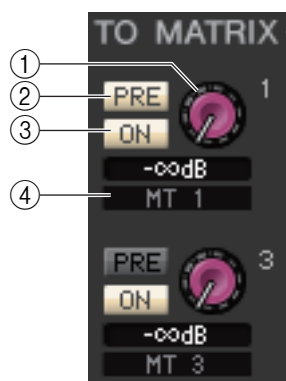 TO MATRIX
① 1
② PRE
③ ON
-∞dB
④ MT 1
PRE 3
ON
-∞dB
MT 3